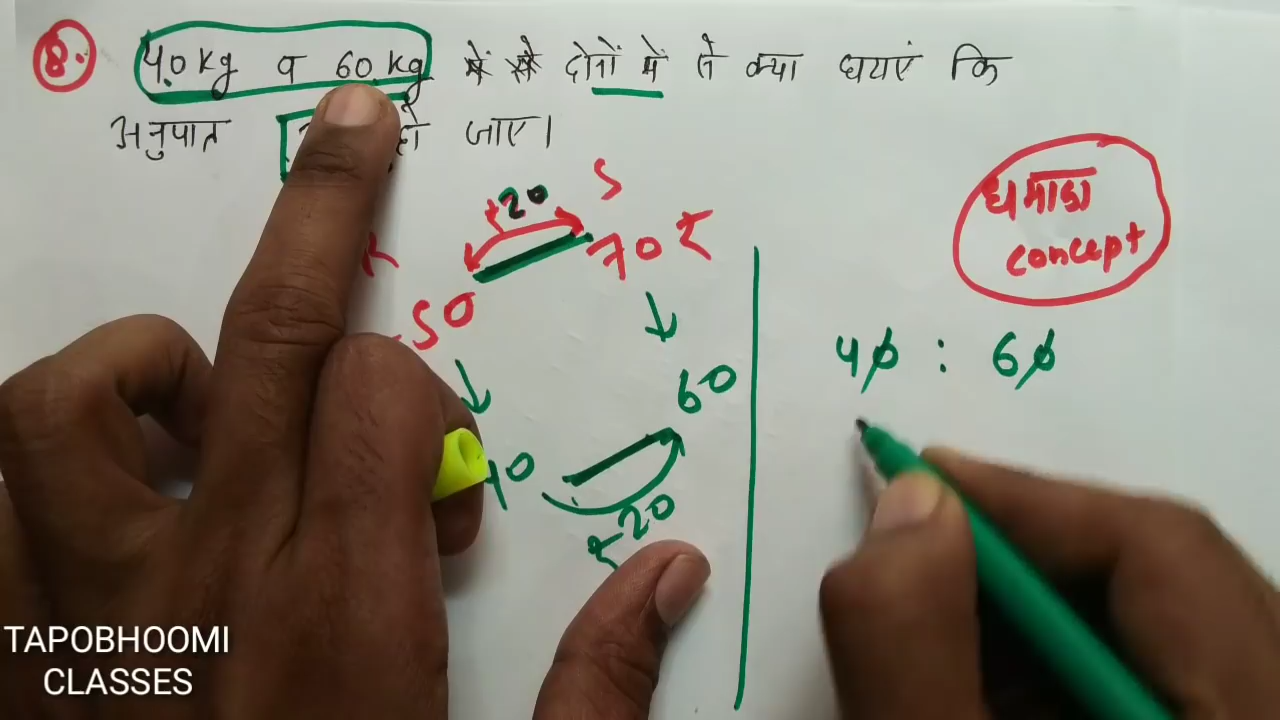 8.
40 kg व 60 kg में से दोनों में से क्या घटाएं कि
अनुपात हो जाए।
धमाका
concept
₹20
S
70 ₹
50
40 : 60
60
40
₹20
TAPOBHOOMI
CLASSES